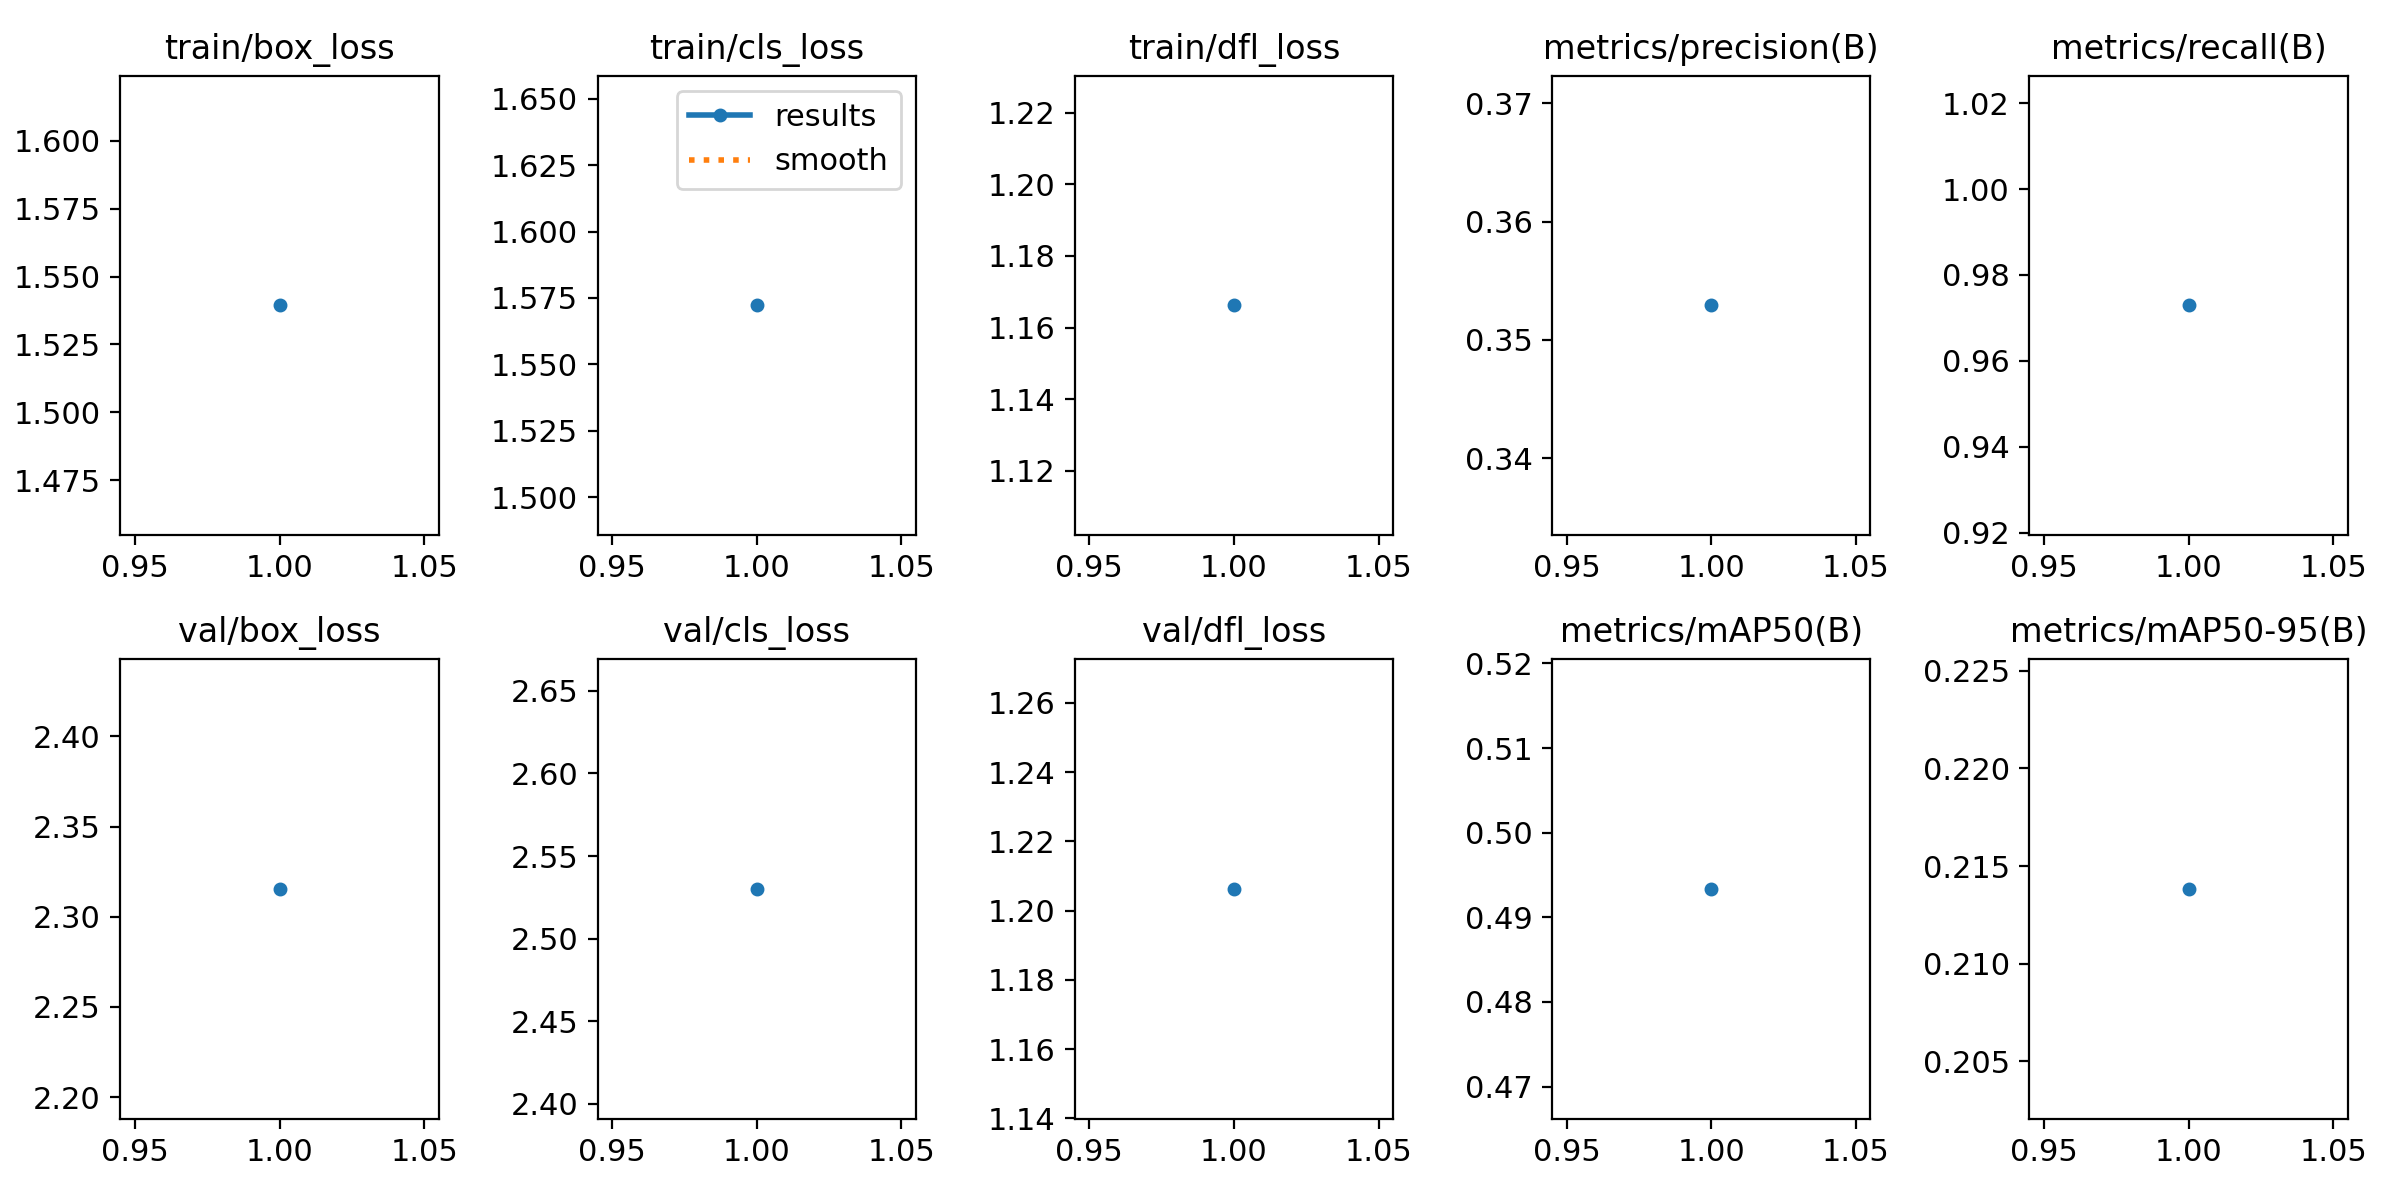 train/box_loss
train/cls_loss
train/dfl_loss
metrics/precision(B)
metrics/recall(B)
1.600
1.575
1.550
1.525
1.500
1.475
0.95 1.00 1.05
results
smooth
1.650
1.625
1.600
1.575
1.550
1.525
1.500
0.95 1.00 1.05
1.22
1.20
1.18
1.16
1.14
1.12
0.95 1.00 1.05
0.37
0.36
0.35
0.34
0.95 1.00 1.05
1.02
1.00
0.98
0.96
0.94
0.92
0.95 1.00 1.05
val/box_loss
val/cls_loss
val/dfl_loss
metrics/mAP50(B)
metrics/mAP50-95(B)
2.40
2.35
2.30
2.25
2.20
0.95 1.00 1.05
2.65
2.60
2.55
2.50
2.45
2.40
0.95 1.00 1.05
1.26
1.24
1.22
1.20
1.18
1.16
1.14
0.95 1.00 1.05
0.52
0.51
0.50
0.49
0.48
0.47
0.95 1.00 1.05
0.225
0.220
0.215
0.210
0.205
0.95 1.00 1.05